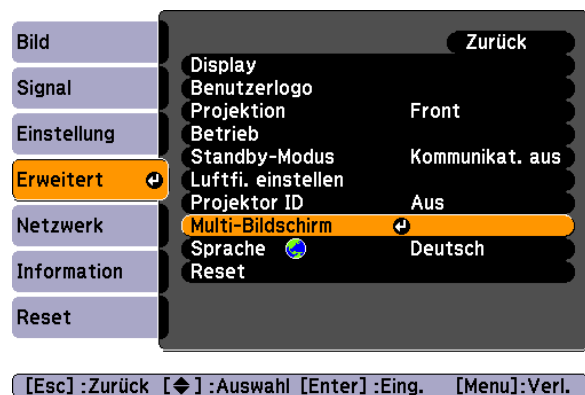 Bild
Signal
Einstellung
Erweitert
Netzwerk
Information
Reset
Zurück
Display
Benutzerlogo
Projektion Front
Betrieb
Standby-Modus Kommunikat. aus
Luftfi. einstellen
Projektor ID Aus
Multi-Bildschirm
Sprache Deutsch
Reset
[Esc] :Zurück [◆] :Auswahl [Enter] :Eing. [Menu]:Verl.